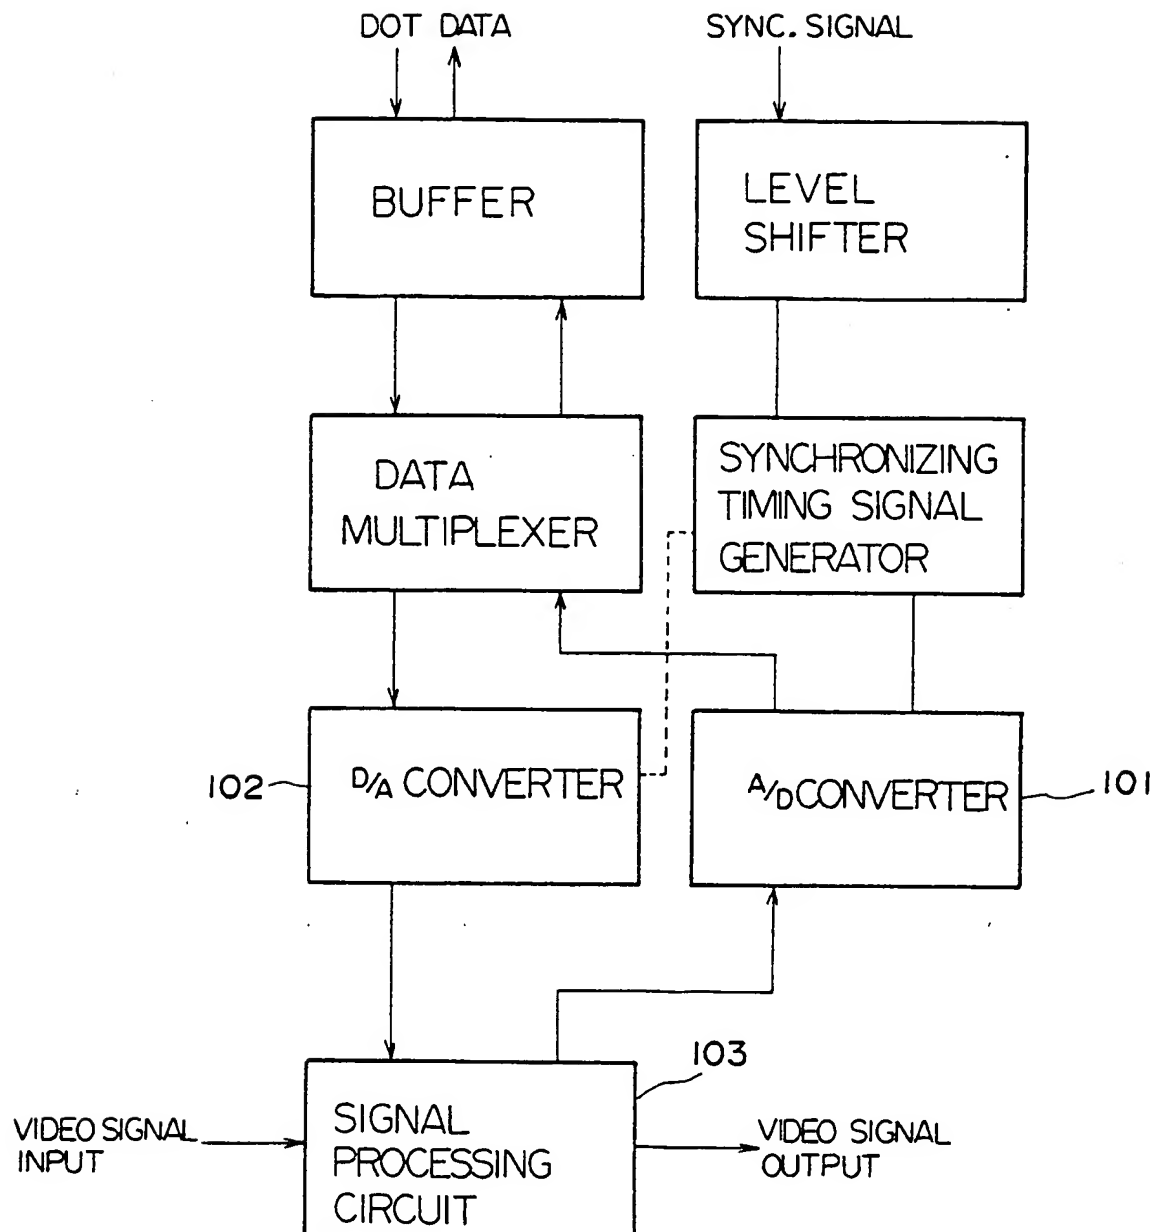 DOT DATA
SYNC. SIGNAL
BUFFER
LEVEL
SHIFTER
DATA
MULTIPLEXER
SYNCHRONIZING
TIMING SIGNAL
GENERATOR
102
D/A CONVERTER
A/D CONVERTER
101
103
VIDEO SIGNAL
INPUT
SIGNAL
PROCESSING
CIRCUIT
VIDEO SIGNAL
OUTPUT